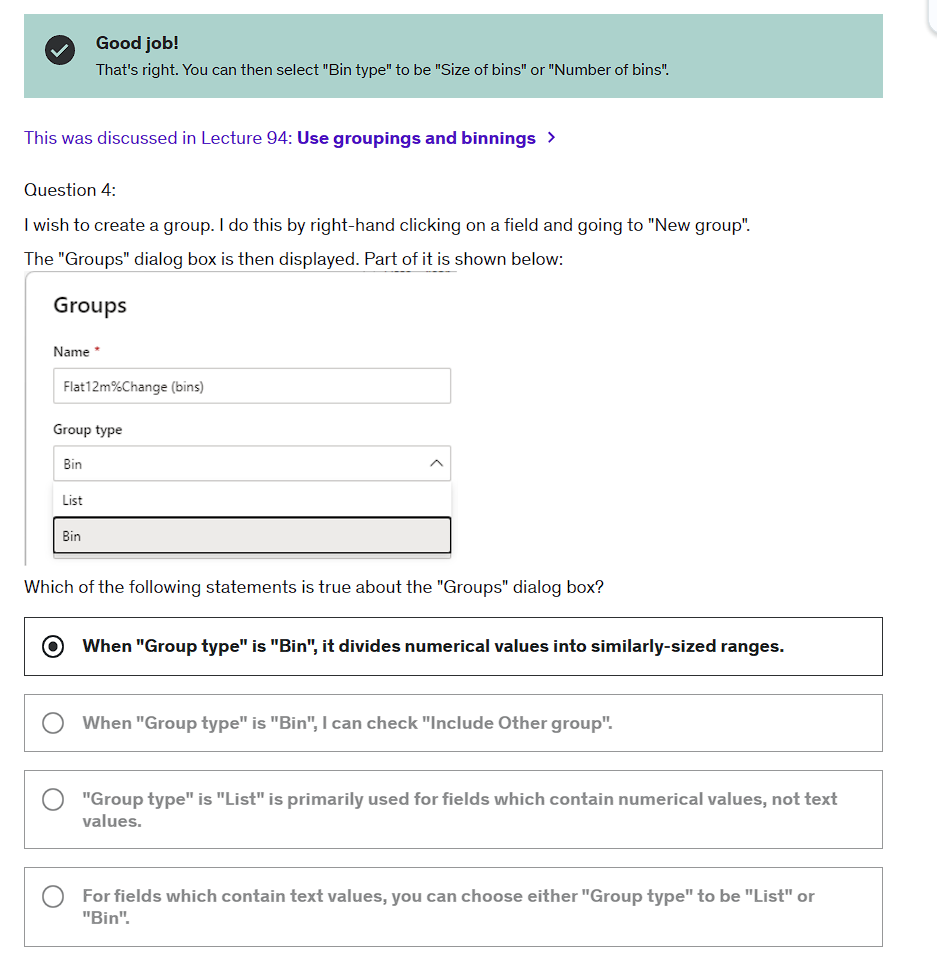 Good job!
That's right. You can then select "Bin type" to be "Size of bins" or "Number of bins".
This was discussed in Lecture 94: Use groupings and binnings >
Question 4:
I wish to create a group. I do this by right-hand clicking on a field and going to "New group".
The "Groups" dialog box is then displayed. Part of it is shown below:
Groups
Name *
Flat12m%Change (bins)
Group type
Bin
List
Bin
Which of the following statements is true about the "Groups" dialog box?
When "Group type" is "Bin", it divides numerical values into similarly-sized ranges.
When "Group type" is "Bin", I can check "Include Other group".
"Group type" is "List" is primarily used for fields which contain numerical values, not text
values.
For fields which contain text values, you can choose either "Group type" to be "List" or
"Bin".